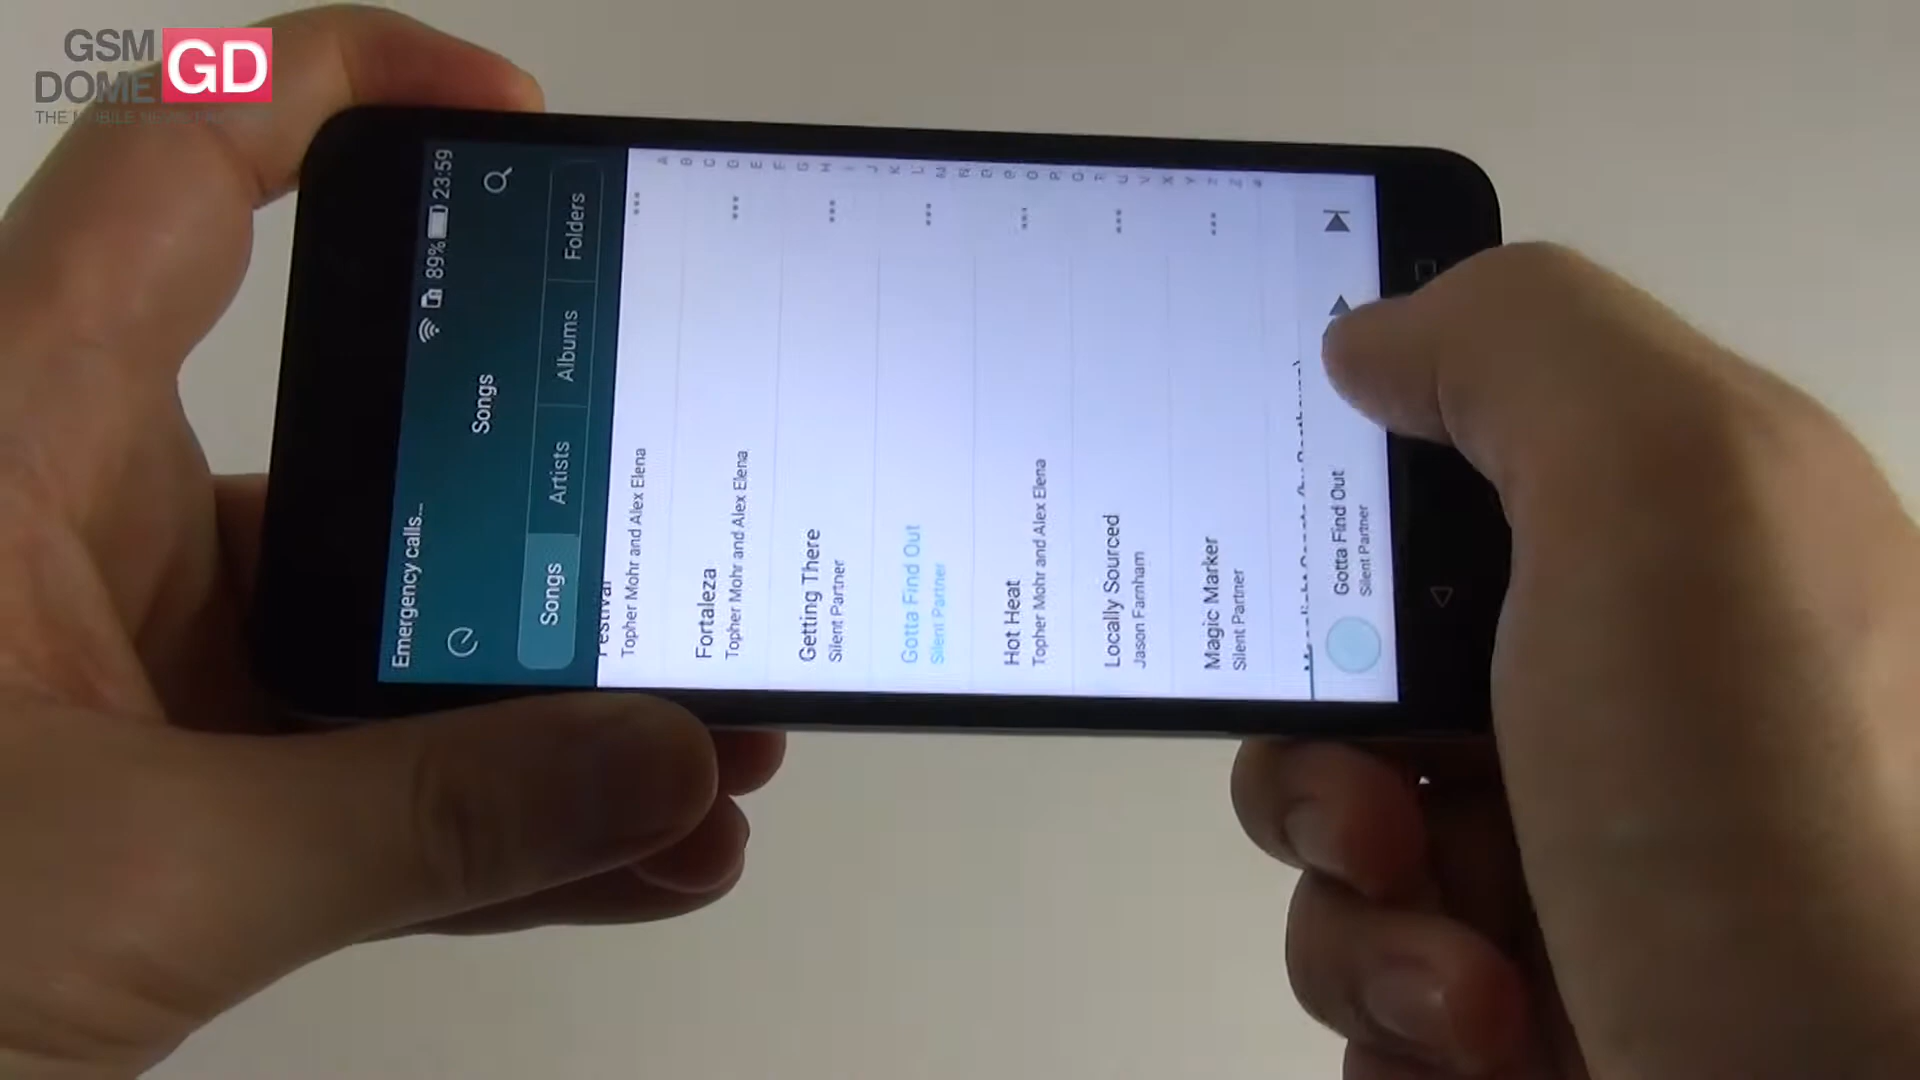 GSM
DOME
GD
Emergency calls...
89%
23:59
Songs
Songs
Artists
Albums
Folders
Festival
Topher Mohr and Alex Elena
Fortaleza
Topher Mohr and Alex Elena
Getting There
Silent Partner
Gotta Find Out
Silent Partner
Hot Heat
Topher Mohr and Alex Elena
Locally Sourced
Jason Farnham
Magic Marker
Silent Partner
Gotta Find Out
Silent Partner